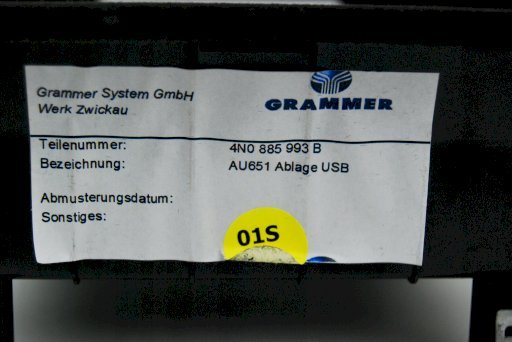 Grammer System GmbH
Werk Zwickau
GRAMMER
Teilenummer: 4N0 885 993 B
Bezeichnung: AU651 Ablage USB
Abmusterungsdatum:
Sonstiges:
01S